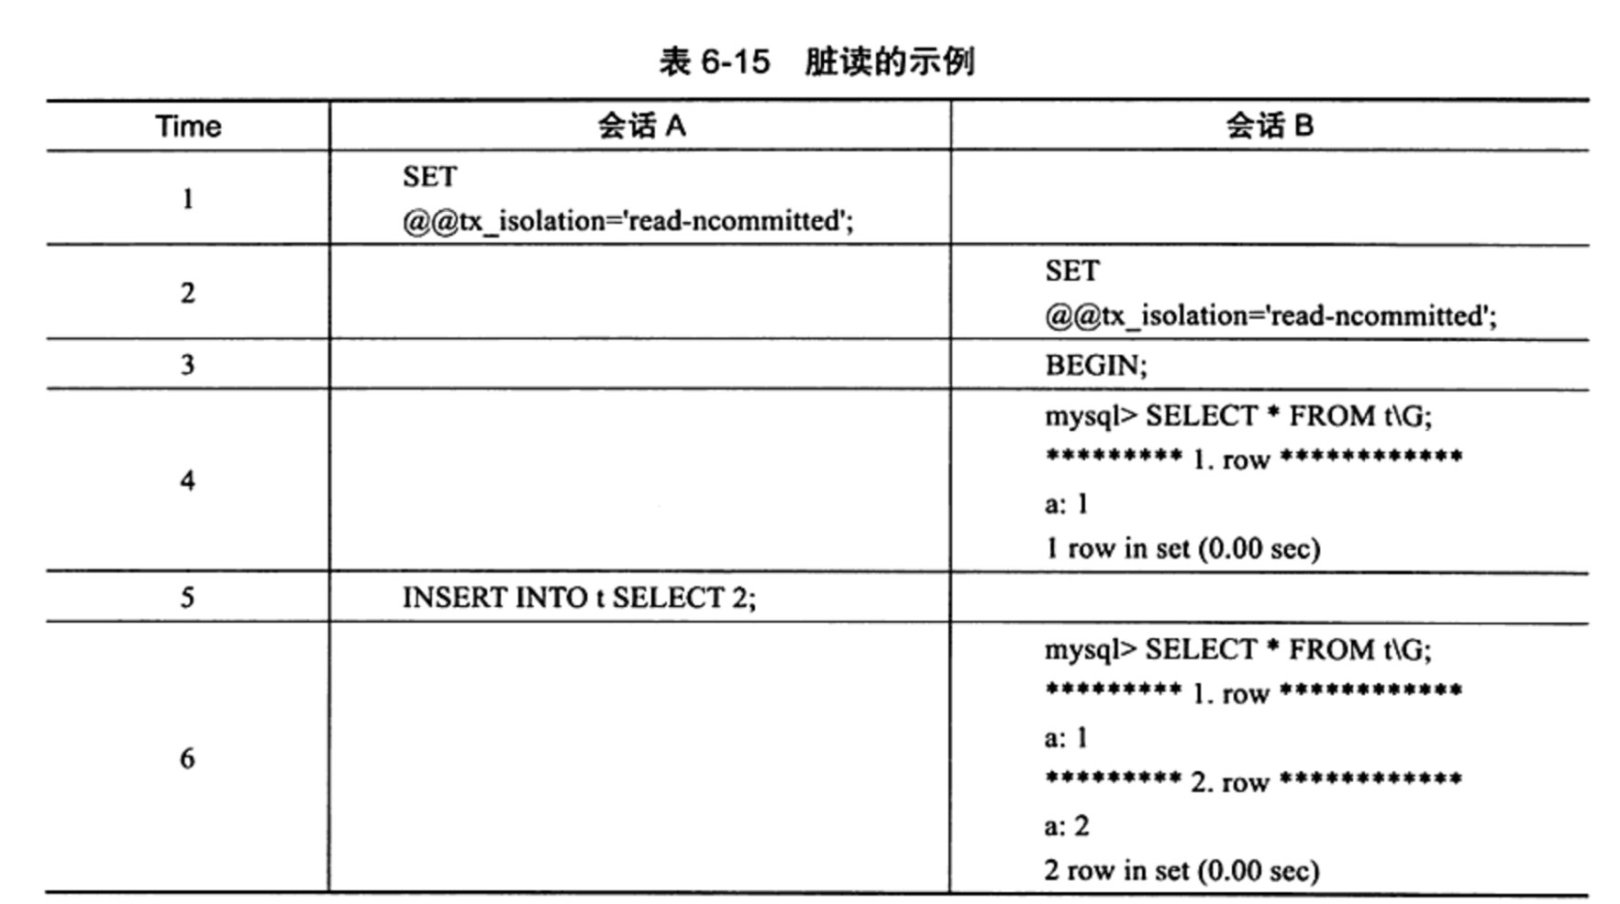 表 6-15 脏读的示例
Time 会话 A 会话 B
1
SET
@@tx_isolation='read-ncommitted';
2
SET
@@tx_isolation='read-ncommitted';
3
BEGIN;
4
mysql> SELECT * FROM t\G;
********* 1. row ************
a: 1
1 row in set (0.00 sec)
5
INSERT INTO t SELECT 2;
6
mysql> SELECT * FROM t\G;
********* 1. row ************
a: 1
********* 2. row ************
a: 2
2 row in set (0.00 sec)